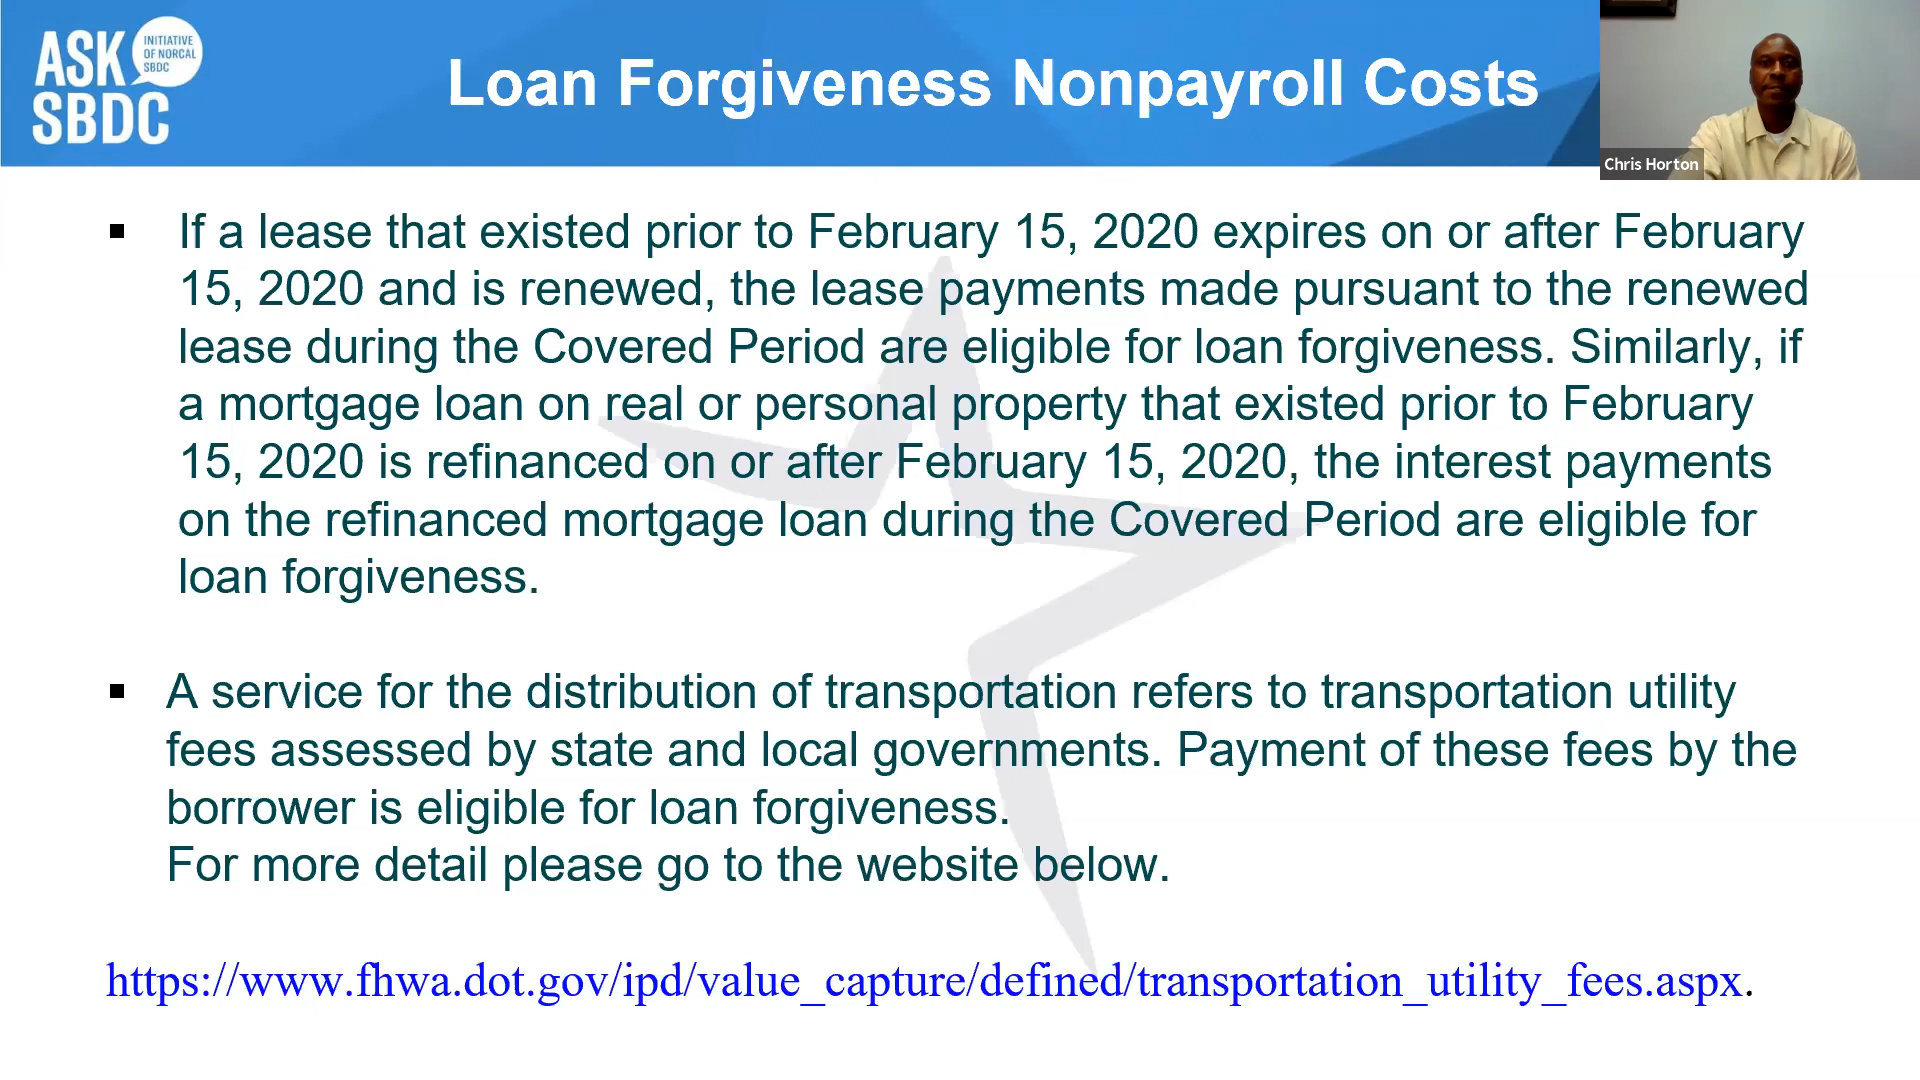 ASK
INITIATIVE
OF NORCAL
SBDC
SBDC
Loan Forgiveness Nonpayroll Costs
Chris Horton
▪ If a lease that existed prior to February 15, 2020 expires on or after February
15, 2020 and is renewed, the lease payments made pursuant to the renewed
lease during the Covered Period are eligible for loan forgiveness. Similarly, if
a mortgage loan on real or personal property that existed prior to February
15, 2020 is refinanced on or after February 15, 2020, the interest payments
on the refinanced mortgage loan during the Covered Period are eligible for
loan forgiveness.
▪ A service for the distribution of transportation refers to transportation utility
fees assessed by state and local governments. Payment of these fees by the
borrower is eligible for loan forgiveness.
For more detail please go to the website below.
https://www.fhwa.dot.gov/ipd/value_capture/defined/transportation_utility_fees.aspx.